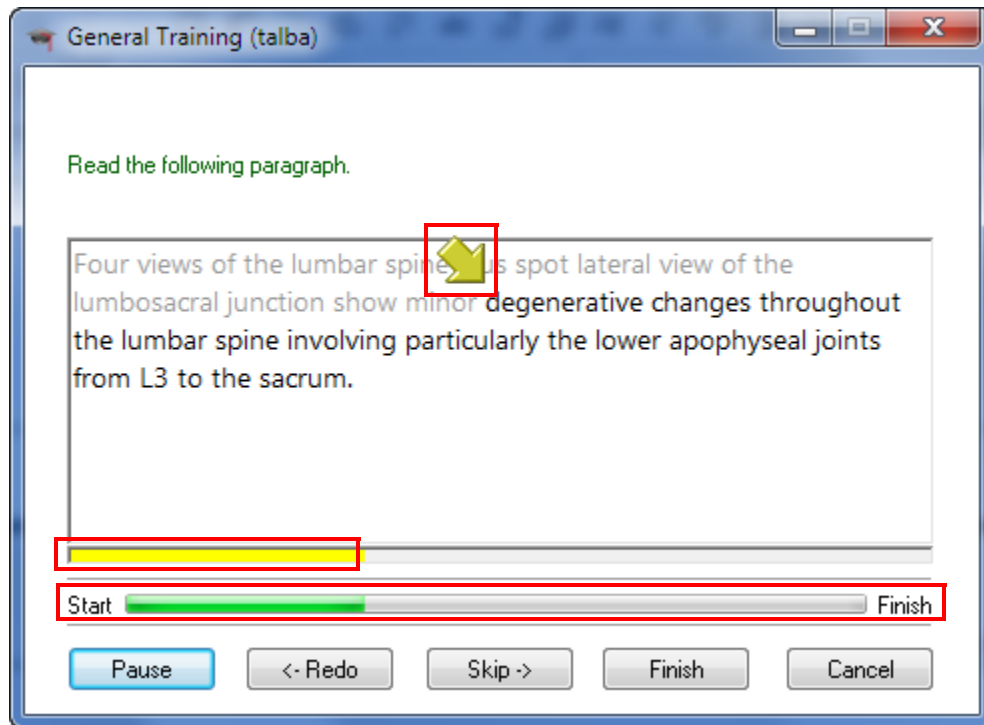 General Training (talba)
Read the following paragraph.
Four views of the lumbar spine us spot lateral view of the
lumbosacral junction show minor degenerative changes throughout
the lumbar spine involving particularly the lower apophyseal joints
from L3 to the sacrum.
Start Finish
Pause <- Redo Skip -> Finish Cancel